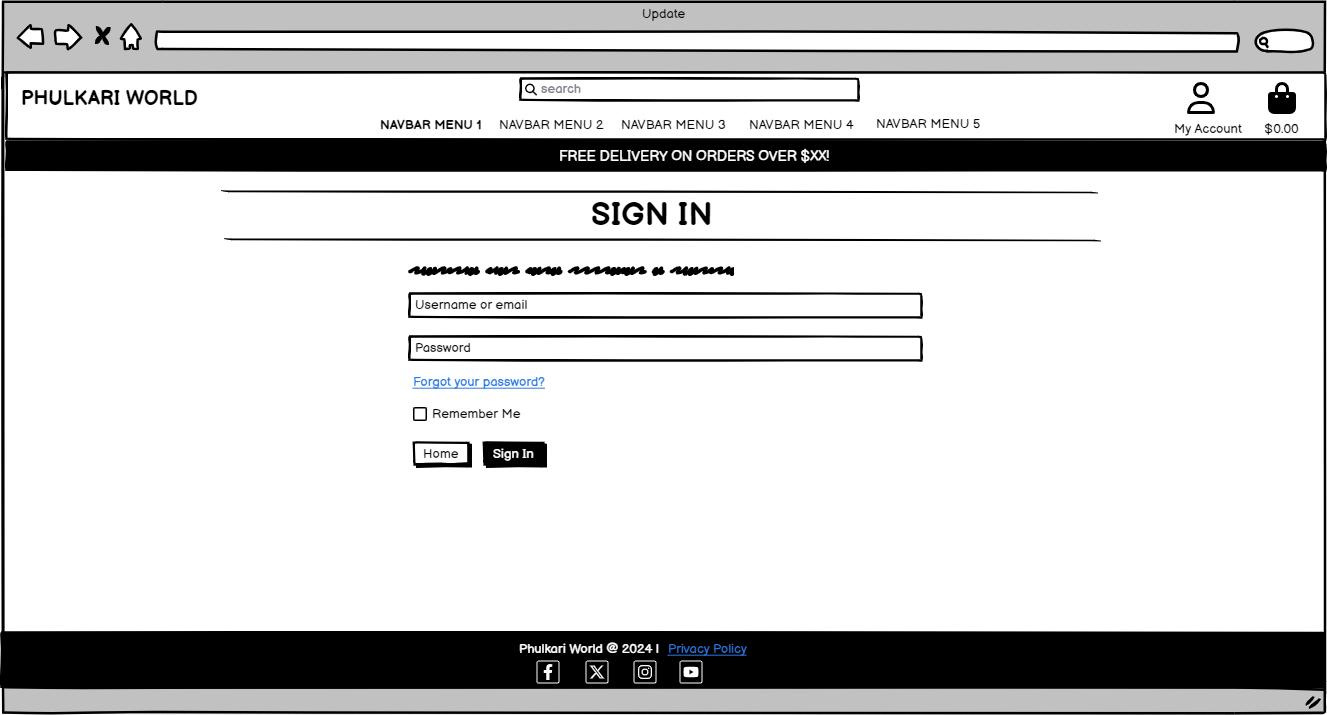 Update
PHULKARI WORLD
search
NAVBAR MENU 1 NAVBAR MENU 2 NAVBAR MENU 3 NAVBAR MENU 4 NAVBAR MENU 5
My Account $0.00
FREE DELIVERY ON ORDERS OVER $XX!
SIGN IN
Username or email
Password
Forgot your password?
Remember Me
Home Sign In
Phulkari World @ 2024 | Privacy Policy